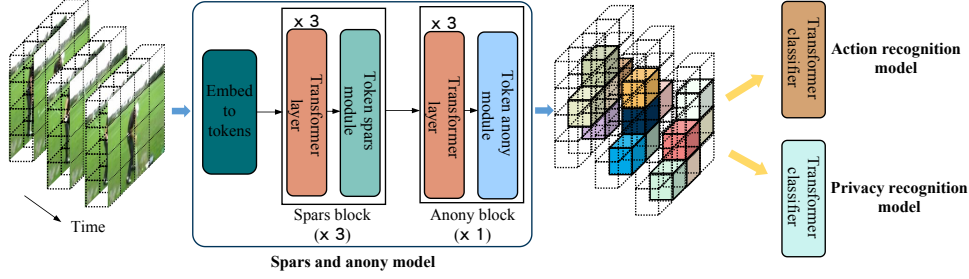 Time
Embed
to
tokens
x 3
Transformer
layer
Token spars
module
Spars block
(x 3)
x 3
Transformer
layer
Token anony
module
Anony block
(x 1)
Spars and anony model
Transformer
classifier
Action recognition
model
Transformer
classifier
Privacy recognition
model